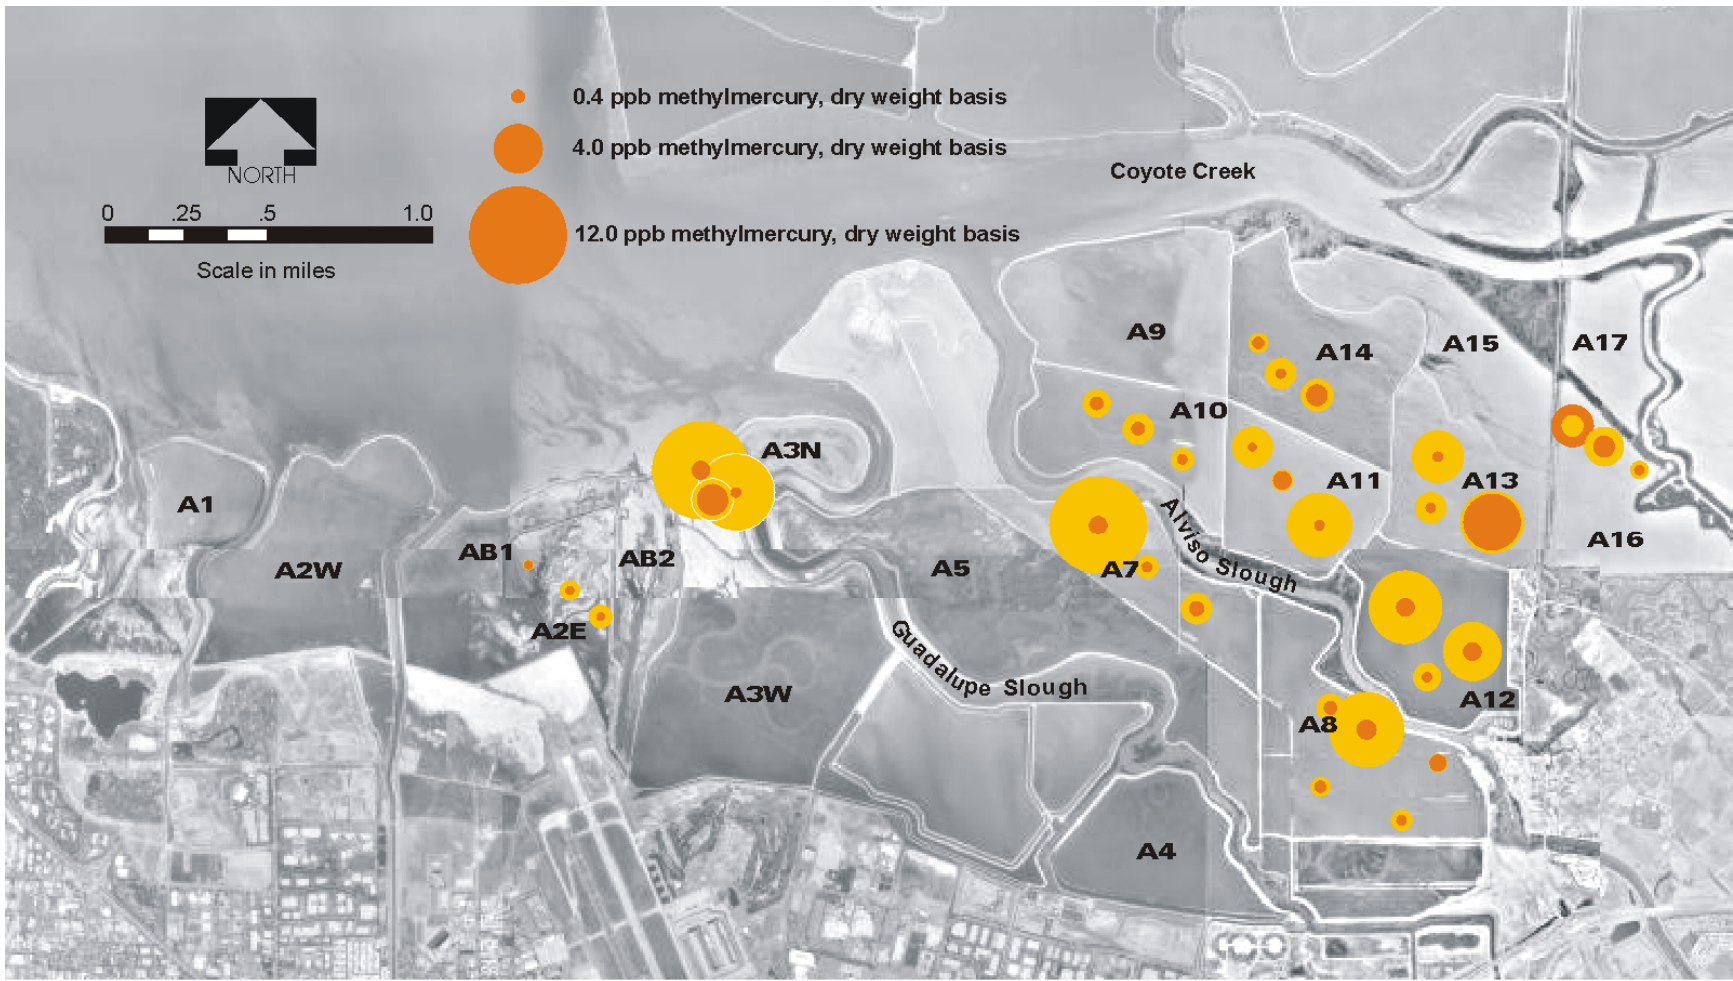 0.4 ppb methylmercury, dry weight basis
4.0 ppb methylmercury, dry weight basis
12.0 ppb methylmercury, dry weight basis
NORTH
0 .25 .5 1.0
Scale in miles
Coyote Creek
A9
A14
A15
A17
A10
A3N
A11
A13
A1
A16
AB1
AB2
A2W
A5
A7
Alviso Slough
A2E
Guadalupe Slough
A3W
A12
A8
A4